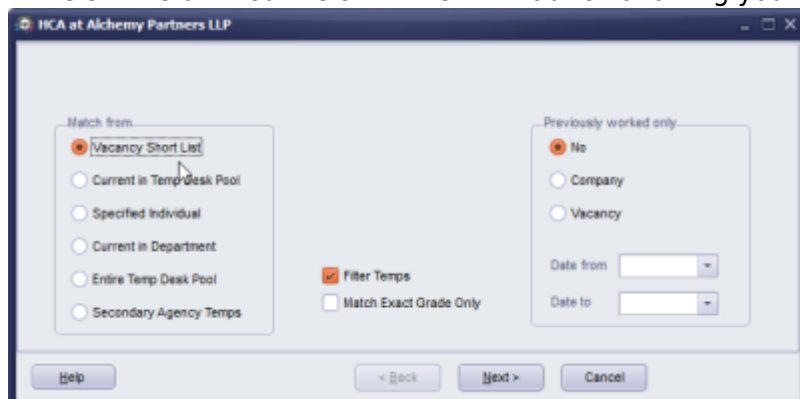 HCA at Alchemy Partners LLP
Match from
Vacancy Short List
Current in Temp Desk Pool
Specified Individual
Current in Department
Entire Temp Desk Pool
Secondary Agency Temps
Filter Temps
Match Exact Grade Only
Previously worked only
No
Company
Vacancy
Date from
Date to
Help
< Back
Next >
Cancel